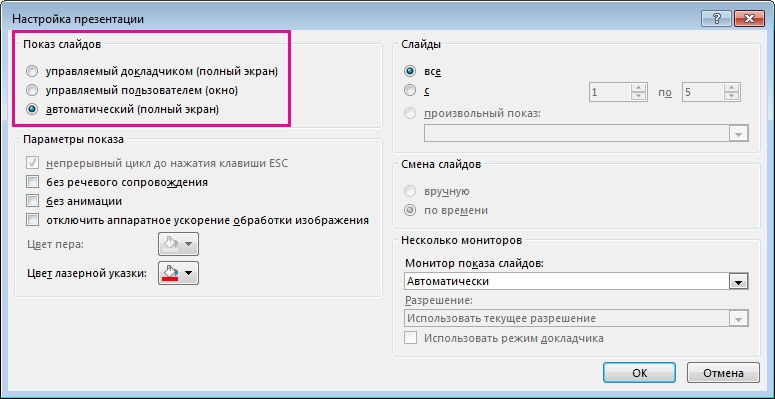 Настройка презентации
?
Показ слайдов
управляемый докладчиком (полный экран)
управляемый пользователем (окно)
автоматический (полный экран)
Параметры показа
непрерывный цикл до нажатия клавиши ESC
без речевого сопровождения
без анимации
отключить аппаратное ускорение обработки изображения
Цвет пера:
Цвет лазерной указки:
Слайды
все
с 1 по 5
произвольный показ:
Смена слайдов
вручную
по времени
Несколько мониторов
Монитор показа слайдов:
Автоматически
Разрешение:
Использовать текущее разрешение
Использовать режим докладчика
ОК Отмена